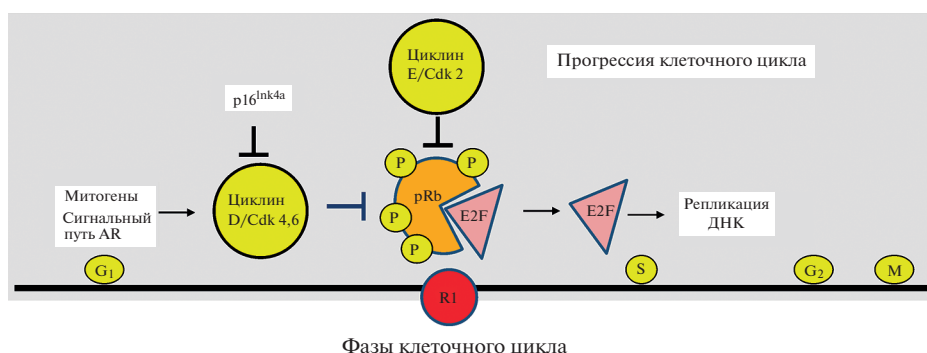 Циклин
E/Cdk 2
Прогрессия клеточного цикла
p16Ink4a
P
P
Митогены
Сигнальный
путь AR
Циклин
D/Cdk 4,6
pRb
P
E2F
P
E2F
Репликация
ДНК
G1
S
G2
M
R1
Фазы клеточного цикла